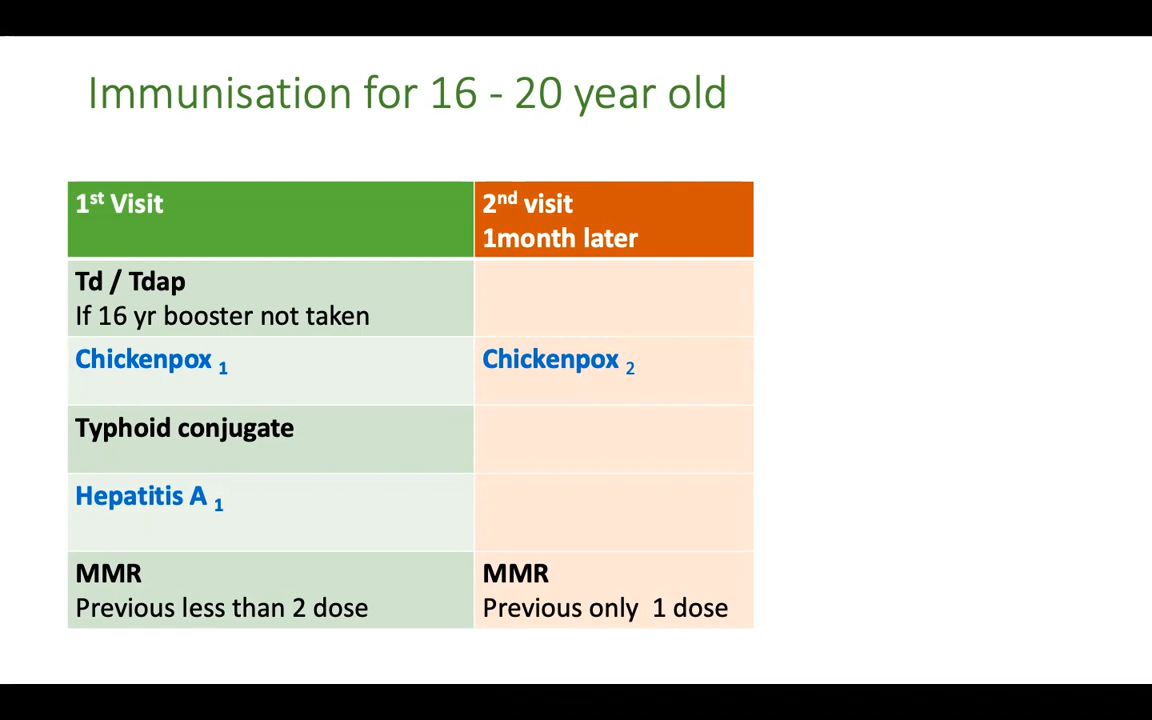 Immunisation for 16 - 20 year old
1st Visit
2nd visit
1month later
Td / Tdap
If 16 yr booster not taken
Chickenpox 1
Chickenpox 2
Typhoid conjugate
Hepatitis A 1
MMR
Previous less than 2 dose
MMR
Previous only 1 dose